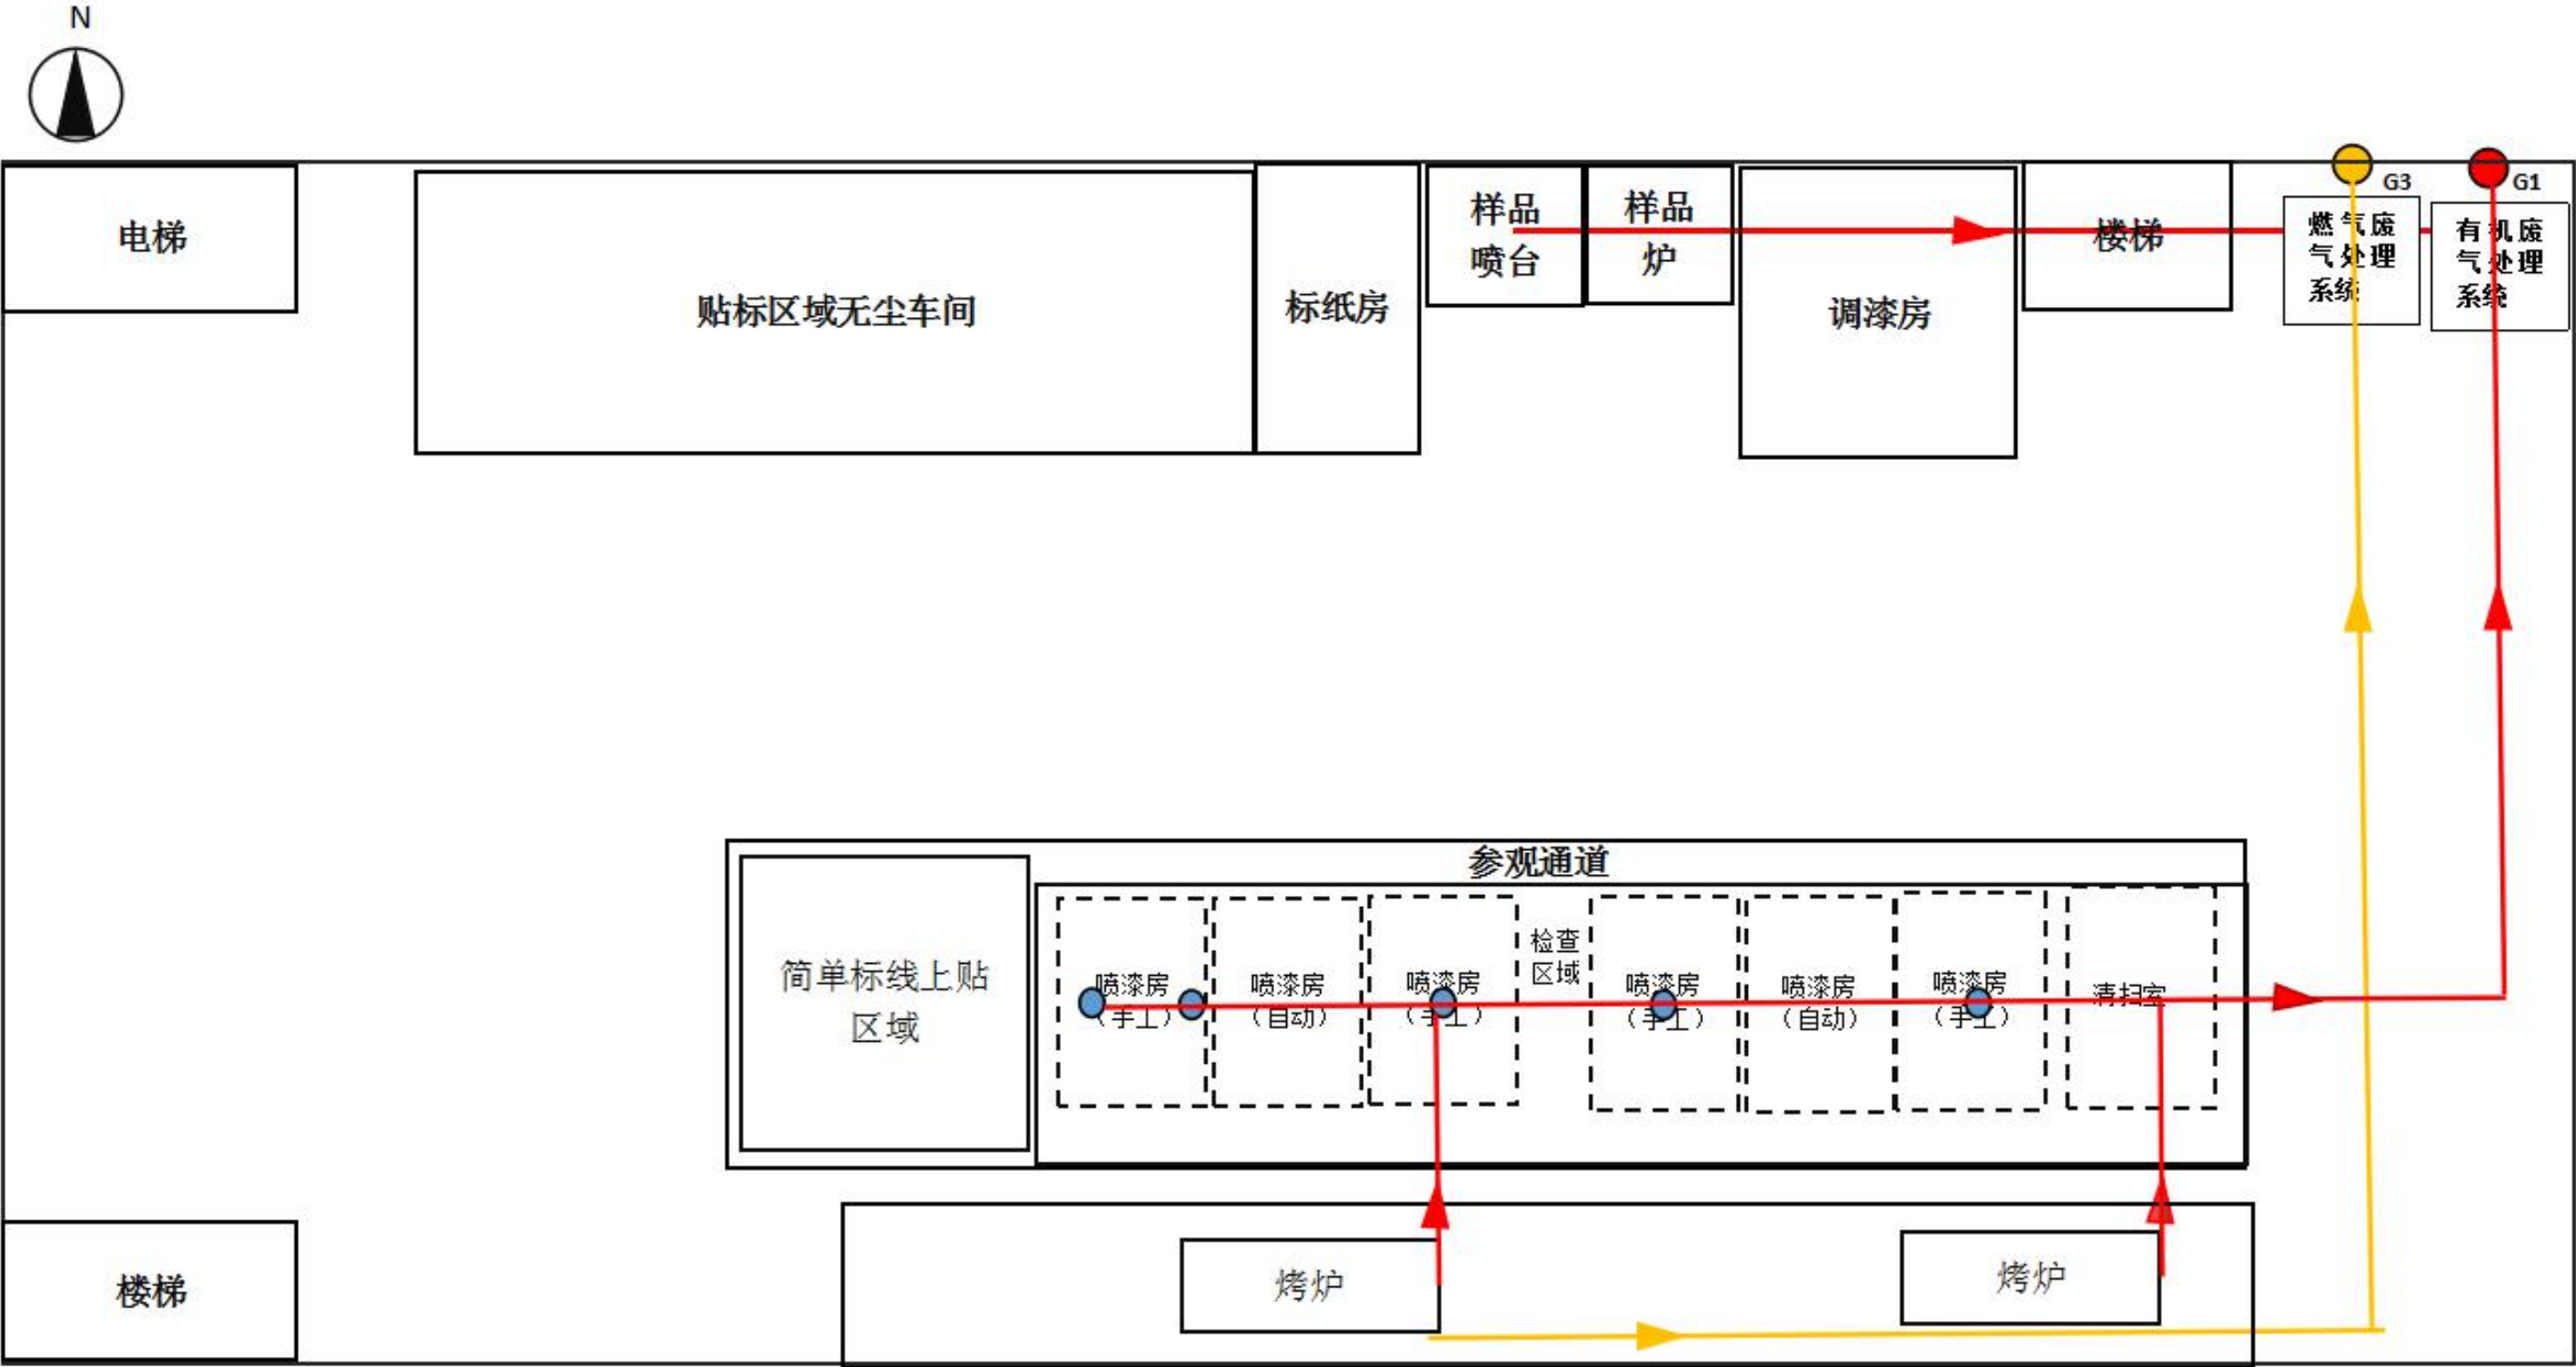 N
G3
G1
电梯
贴标区域无尘车间
标纸房
样品
喷台
样品
炉
调漆房
楼梯
燃气废
气处理
系统
有机废
气处理
系统
参观通道
简单标线上贴
区域
喷漆房
（手工）
喷漆房
（自动）
喷漆房
（手工）
检查
区域
喷漆房
（手工）
喷漆房
（自动）
喷漆房
（手工）
清扫室
楼梯
烤炉
烤炉